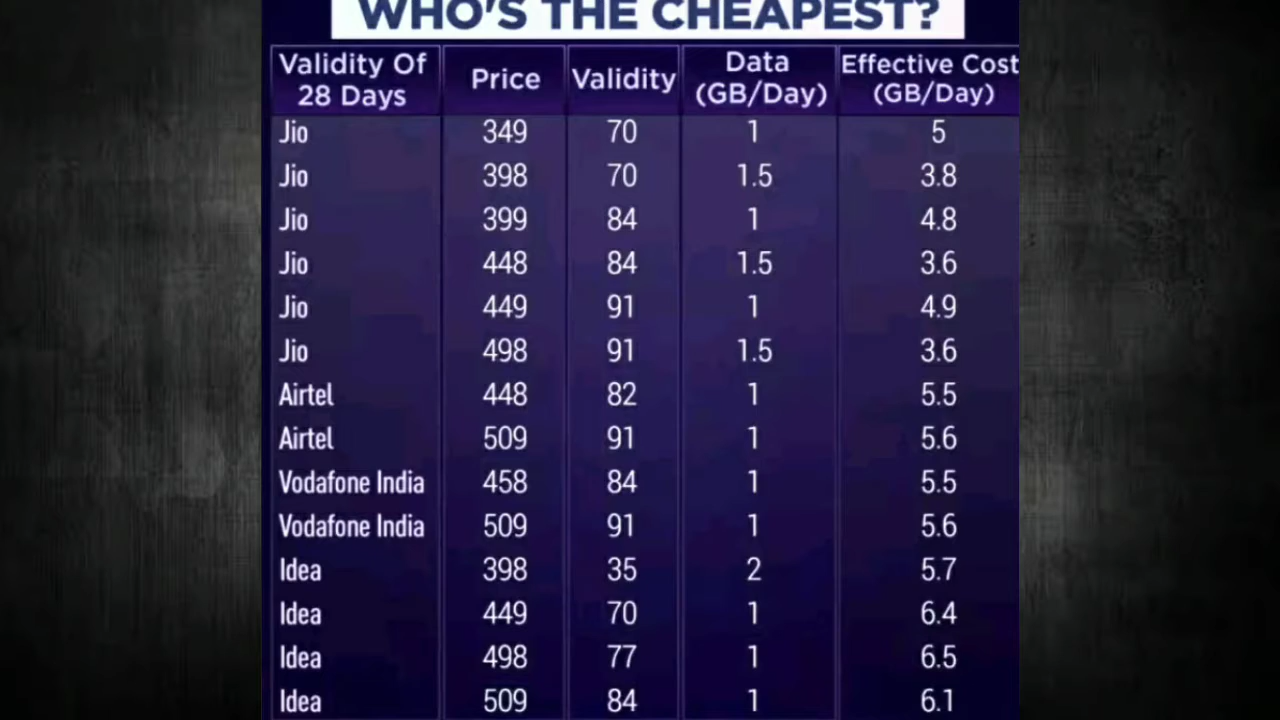 WHO'S THE CHEAPEST?
Validity Of 28 Days Price Validity Data (GB/Day) Effective Cost (GB/Day)
Jio 349 70 1 5
Jio 398 70 1.5 3.8
Jio 399 84 1 4.8
Jio 448 84 1.5 3.6
Jio 449 91 1 4.9
Jio 498 91 1.5 3.6
Airtel 448 82 1 5.5
Airtel 509 91 1 5.6
Vodafone India 458 84 1 5.5
Vodafone India 509 91 1 5.6
Idea 398 35 2 5.7
Idea 449 70 1 6.4
Idea 498 77 1 6.5
Idea 509 84 1 6.1